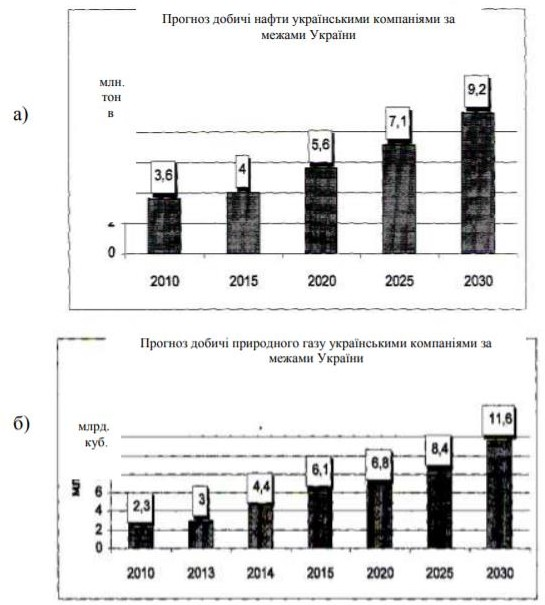 Прогноз добичі нафти українськими компаніями за
межами України
млн.
тон
в
а)
9,2
7,1
5,6
4
3,6
0
2010 2015 2020 2025 2030
Прогноз добичі природного газу українськими компаніями за
межами України
б)
млрд.
куб.
11,6
8,4
6,8
6,1
4,4
3
2,3
6
4
2
0
2010 2013 2014 2015 2020 2025 2030